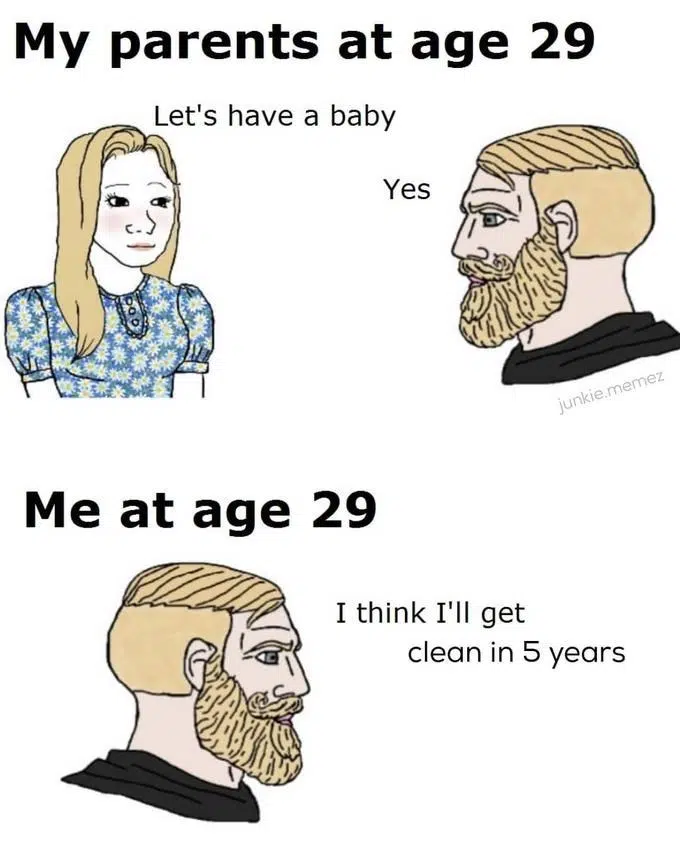 My parents at age 29
Let's have a baby
Yes
junkie.memez
Me at age 29
I think I'll get
clean in 5 years